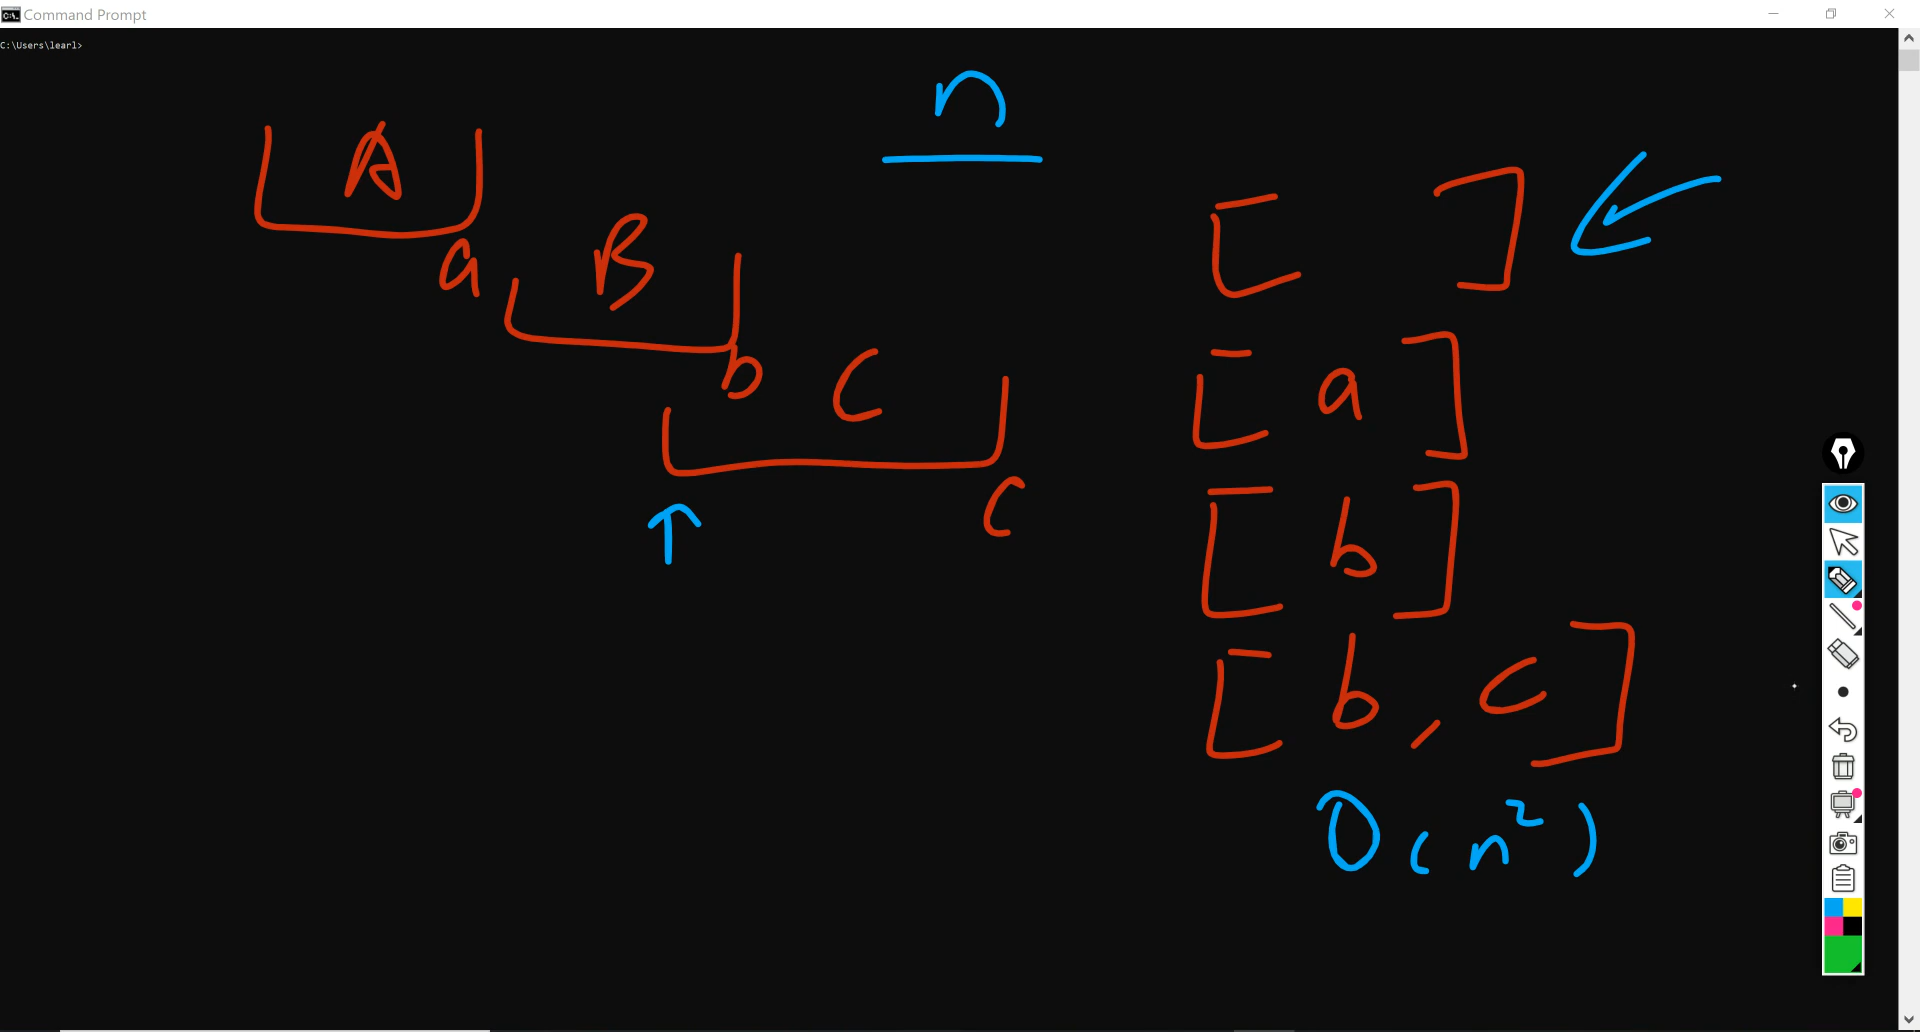 Command Prompt
C:\Users\learl>
n
A
a
B
b
C
c
[ ]
[ a ]
[ b ]
[ b , c ]
O(n²)